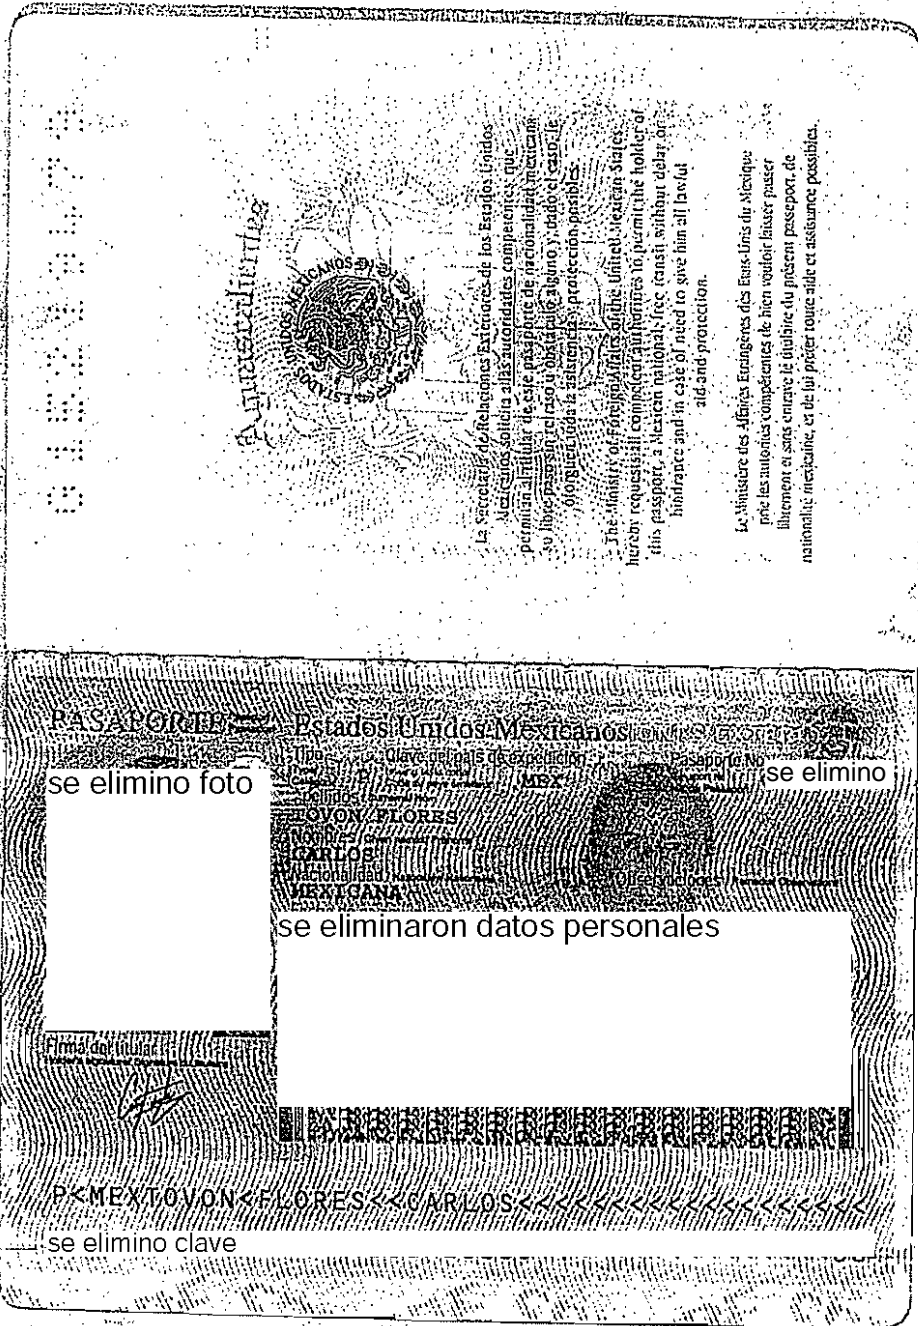 Aguascalientes
ESTADOS UNIDOS MEXICANOS
La Secretaría de Relaciones Exteriores de los Estados Unidos
Mexicanos solicita a las autoridades competentes, que
permitan al titular de este pasaporte de nacionalidad mexicana
su libre paso sin retraso u obstáculo alguno y, dado el caso, le
otorguen toda la asistencia y protección posibles.
The Ministry of Foreign Affairs of the United Mexican States
hereby requests all competent authorities to permit the holder of
this passport, a Mexican national, free transit without delay or
hindrance and in case of need to give him all lawful
aid and protection.
Le Ministère des Affaires Etrangères des Etats-Unis du Mexique
prie les autorités compétentes de bien vouloir laisser passer
librement et sans entrave le titulaire du présent passeport, de
nationalité mexicaine, et de lui prêter toute aide et assistance possibles.
PASAPORTE Estados Unidos Mexicanos
Tipo Clave del país de expedición Pasaporte No.
P MEX se elimino
se elimino foto
Apellidos
TOVON FLORES
Nombres
CARLOS
Nacionalidad Observaciones
MEXICANA
se eliminaron datos personales
Firma del titular
P<MEXTOVON<FLORES<<CARLOS<<<<<<<<<<<<<<<<<<
se elimino clave